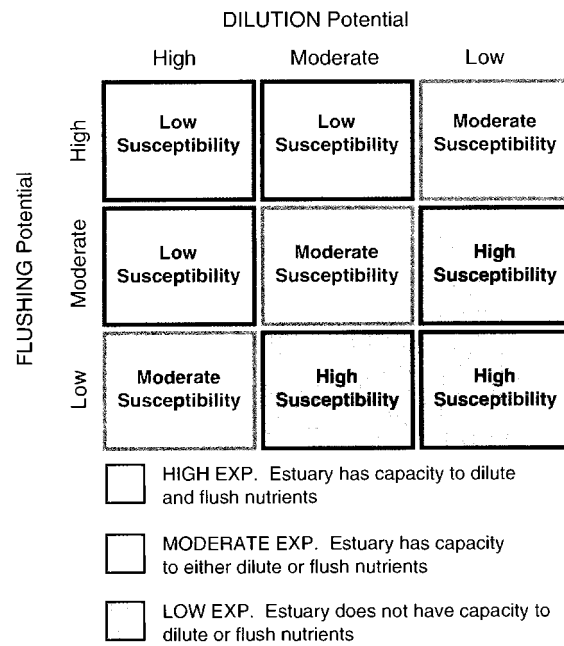 DILUTION Potential
High Moderate Low
FLUSHING Potential
High
Low
Susceptibility
Low
Susceptibility
Moderate
Susceptibility
Moderate
Low
Susceptibility
Moderate
Susceptibility
High
Susceptibility
Low
Moderate
Susceptibility
High
Susceptibility
High
Susceptibility
HIGH EXP. Estuary has capacity to dilute
and flush nutrients
MODERATE EXP. Estuary has capacity
to either dilute or flush nutrients
LOW EXP. Estuary does not have capacity to
dilute or flush nutrients